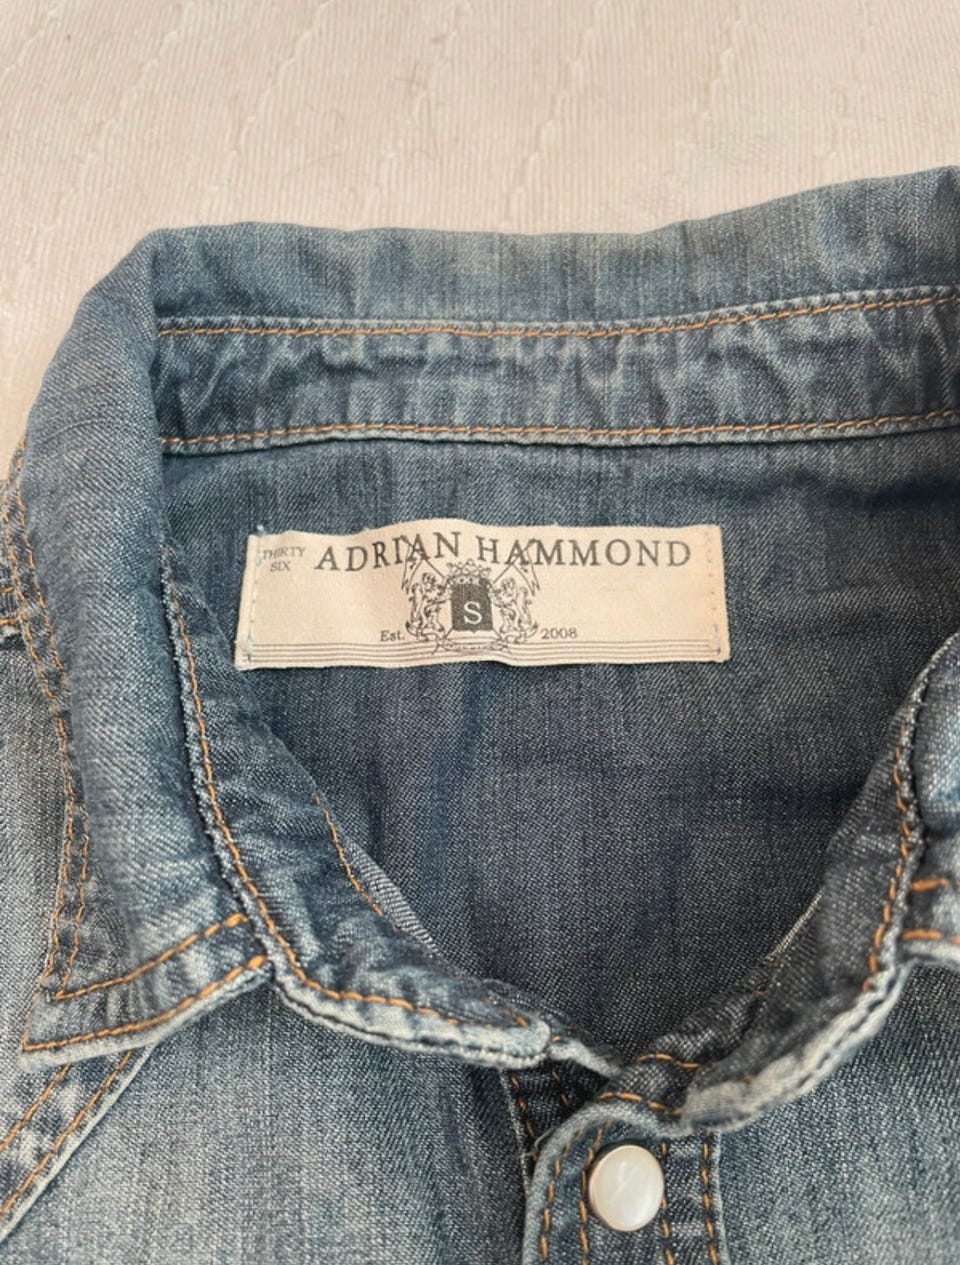 THIRTY
SIX
ADRIAN HAMMOND
S
Est. 2008